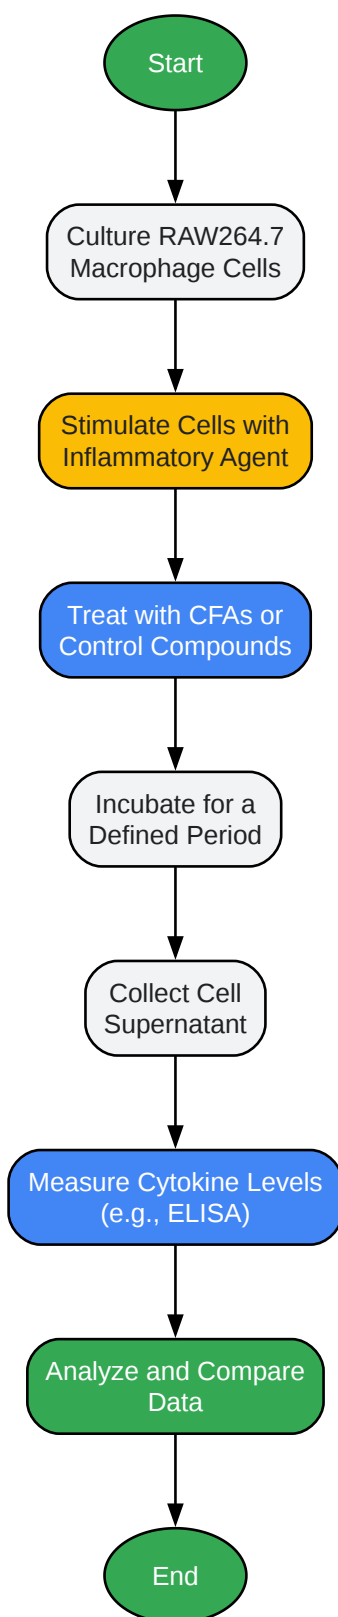 Start
Culture RAW264.7
Macrophage Cells
Stimulate Cells with
Inflammatory Agent
Treat with CFAs or
Control Compounds
Incubate for a
Defined Period
Collect Cell
Supernatant
Measure Cytokine Levels
(e.g., ELISA)
Analyze and Compare
Data
End